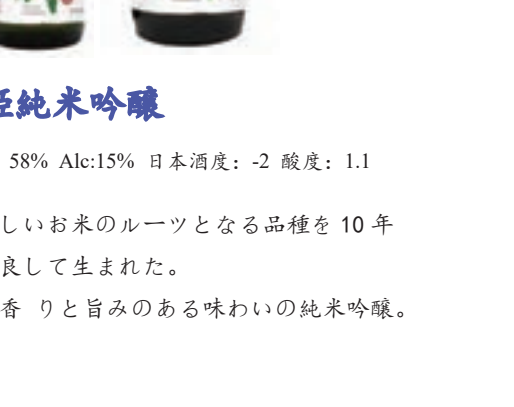 純米吟醸
58% Alc:15% 日本酒度：-2 酸度：1.1
しいお米のルーツとなる品種を 10 年
良して生まれた。
香 りと旨みのある味わいの純米吟醸。